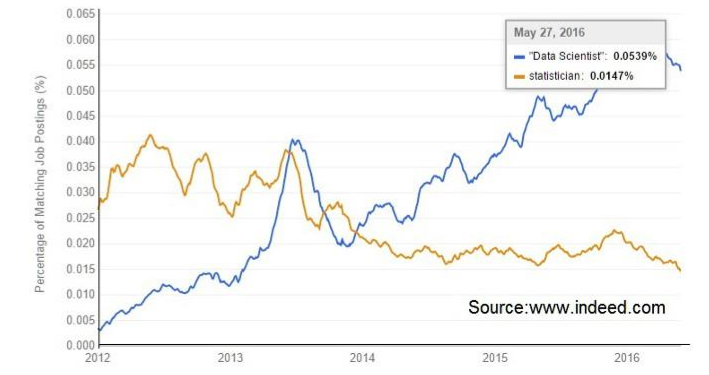 0.065
0.060
0.055
0.050
0.045
0.040
0.035
0.030
0.025
0.020
0.015
0.010
0.005
0.000
Percentage of Matching Job Postings (%)
May 27, 2016
"Data Scientist": 0.0539%
statistician: 0.0147%
Source:www.indeed.com
2012 2013 2014 2015 2016